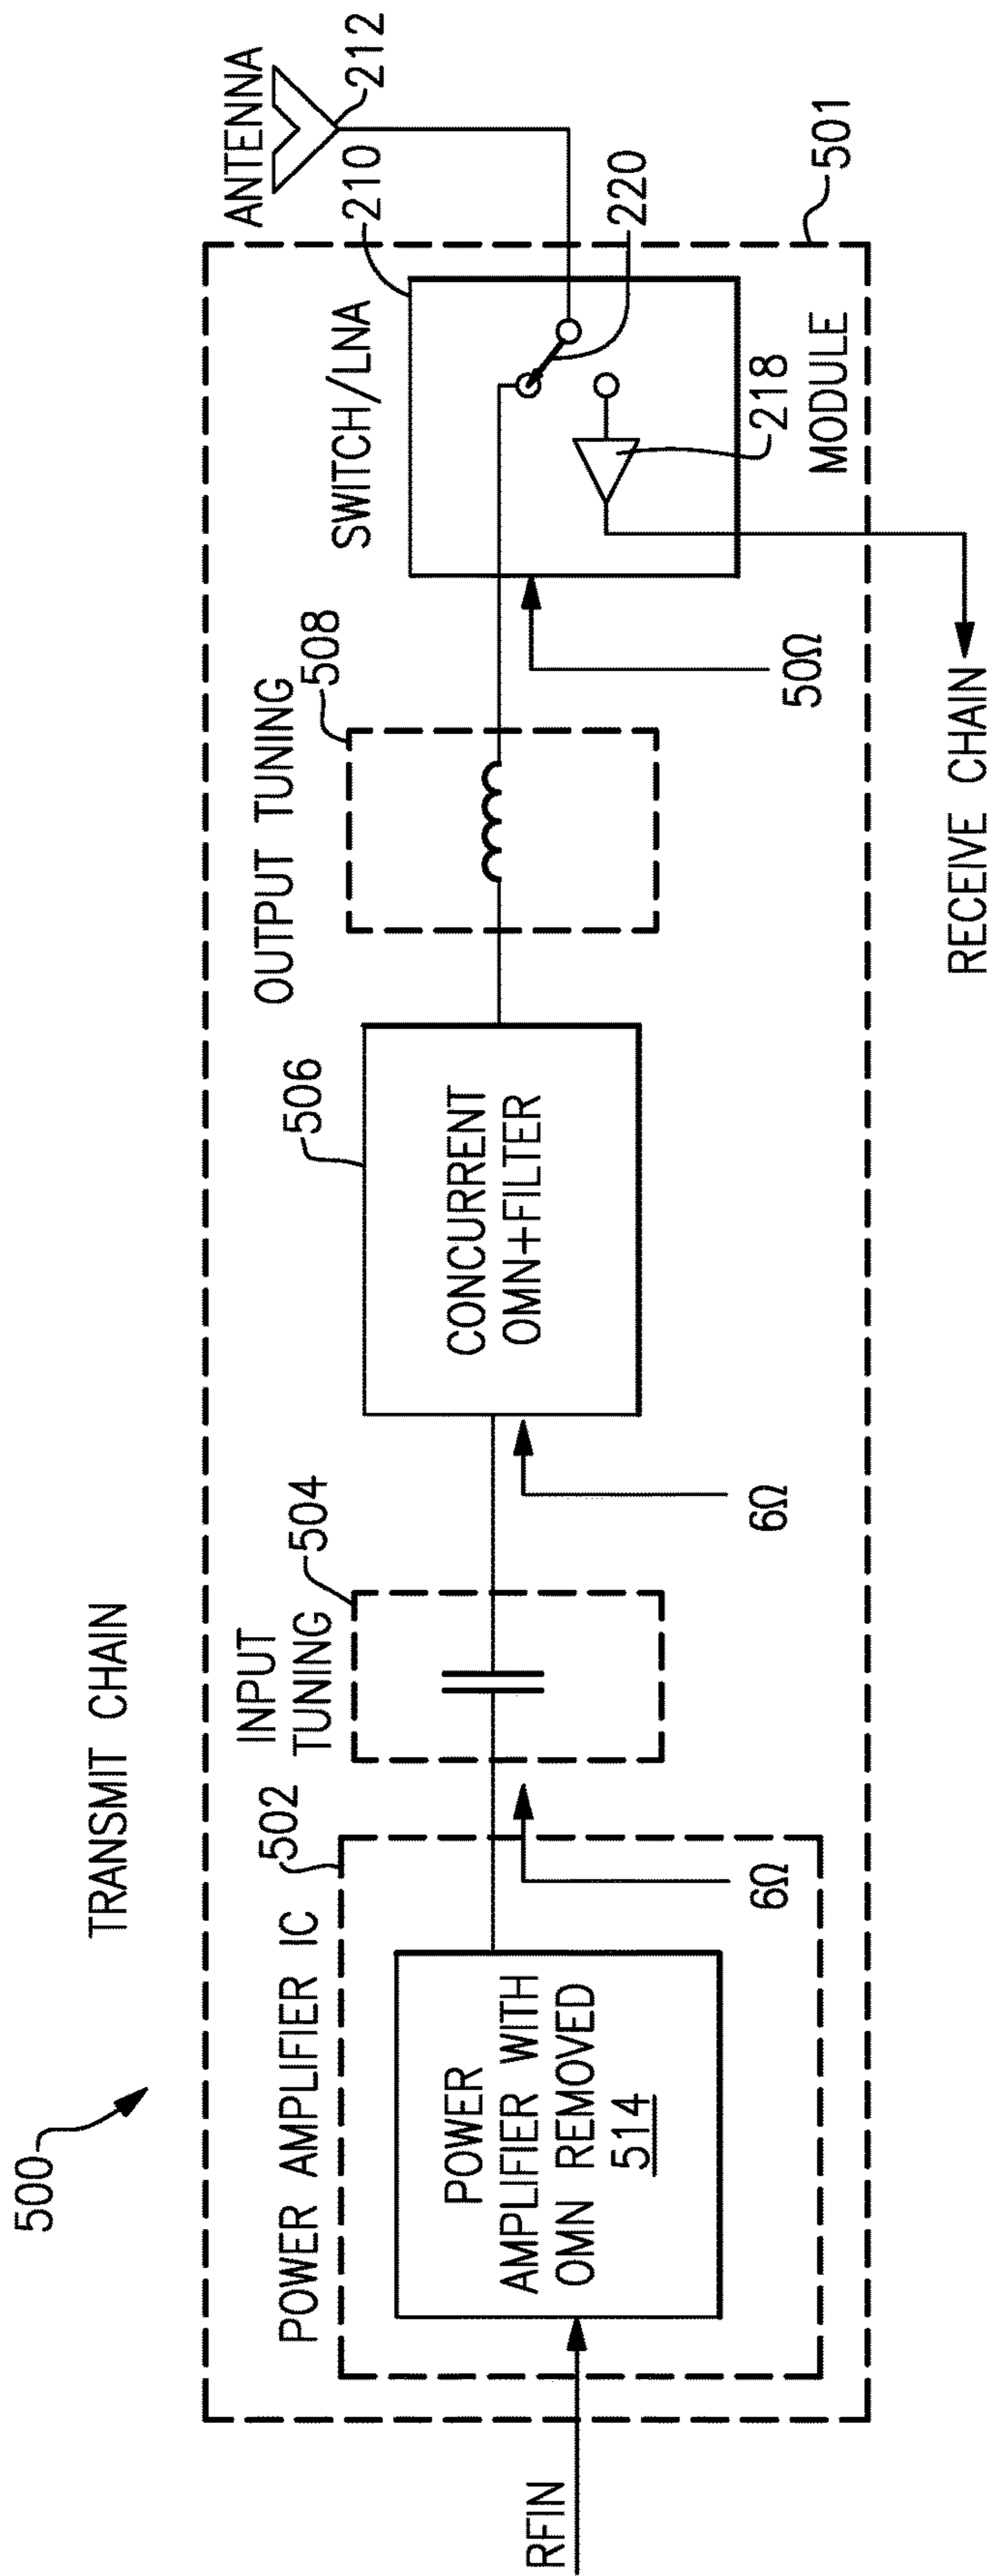 500
TRANSMIT CHAIN
RFIN
POWER AMPLIFIER IC
502
POWER
AMPLIFIER WITH
OMN REMOVED
514
6Ω
INPUT
TUNING
504
6Ω
506
CONCURRENT
OMN+FILTER
OUTPUT TUNING
508
50Ω
SWITCH/LNA
210
220
218
MODULE
501
ANTENNA
212
RECEIVE CHAIN